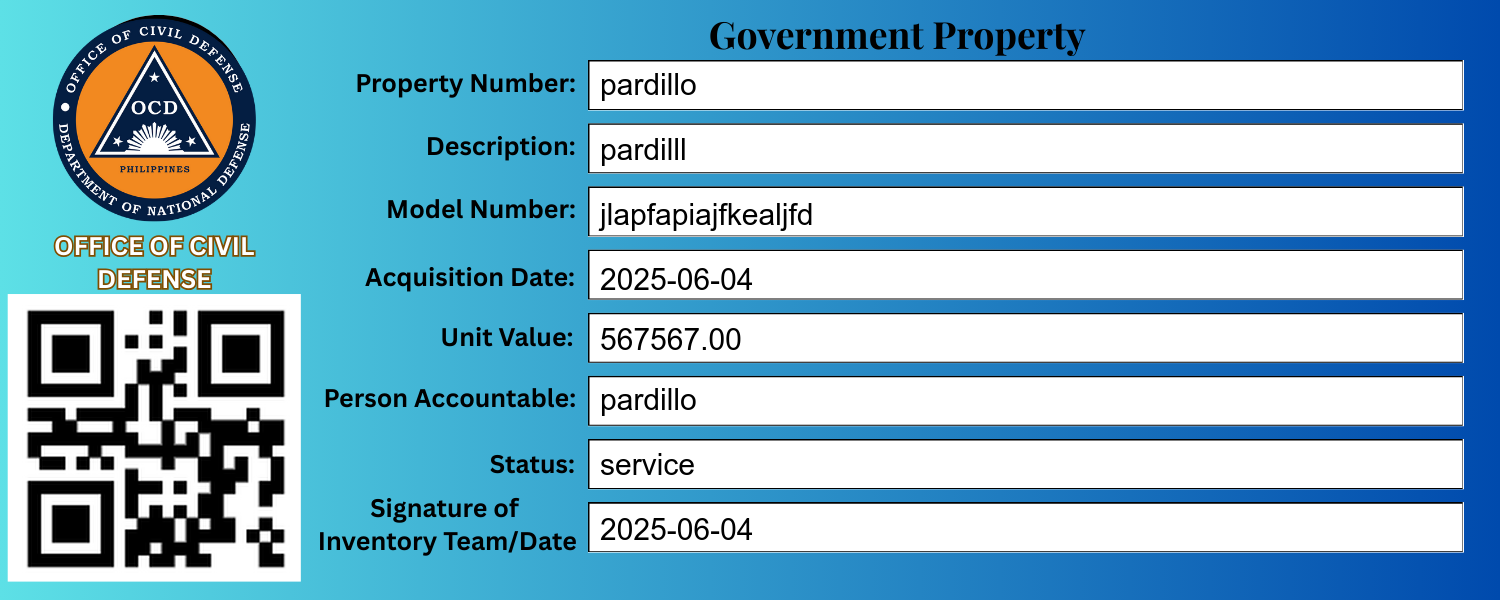 OFFICE OF CIVIL DEFENSE
OCD
PHILIPPINES
DEPARTMENT OF NATIONAL DEFENSE
OFFICE OF CIVIL
DEFENSE
Government Property
Property Number: pardillo
Description: pardilll
Model Number: jlapfapiajfkealjfd
Acquisition Date: 2025-06-04
Unit Value: 567567.00
Person Accountable: pardillo
Status: service
Signature of
Inventory Team/Date 2025-06-04